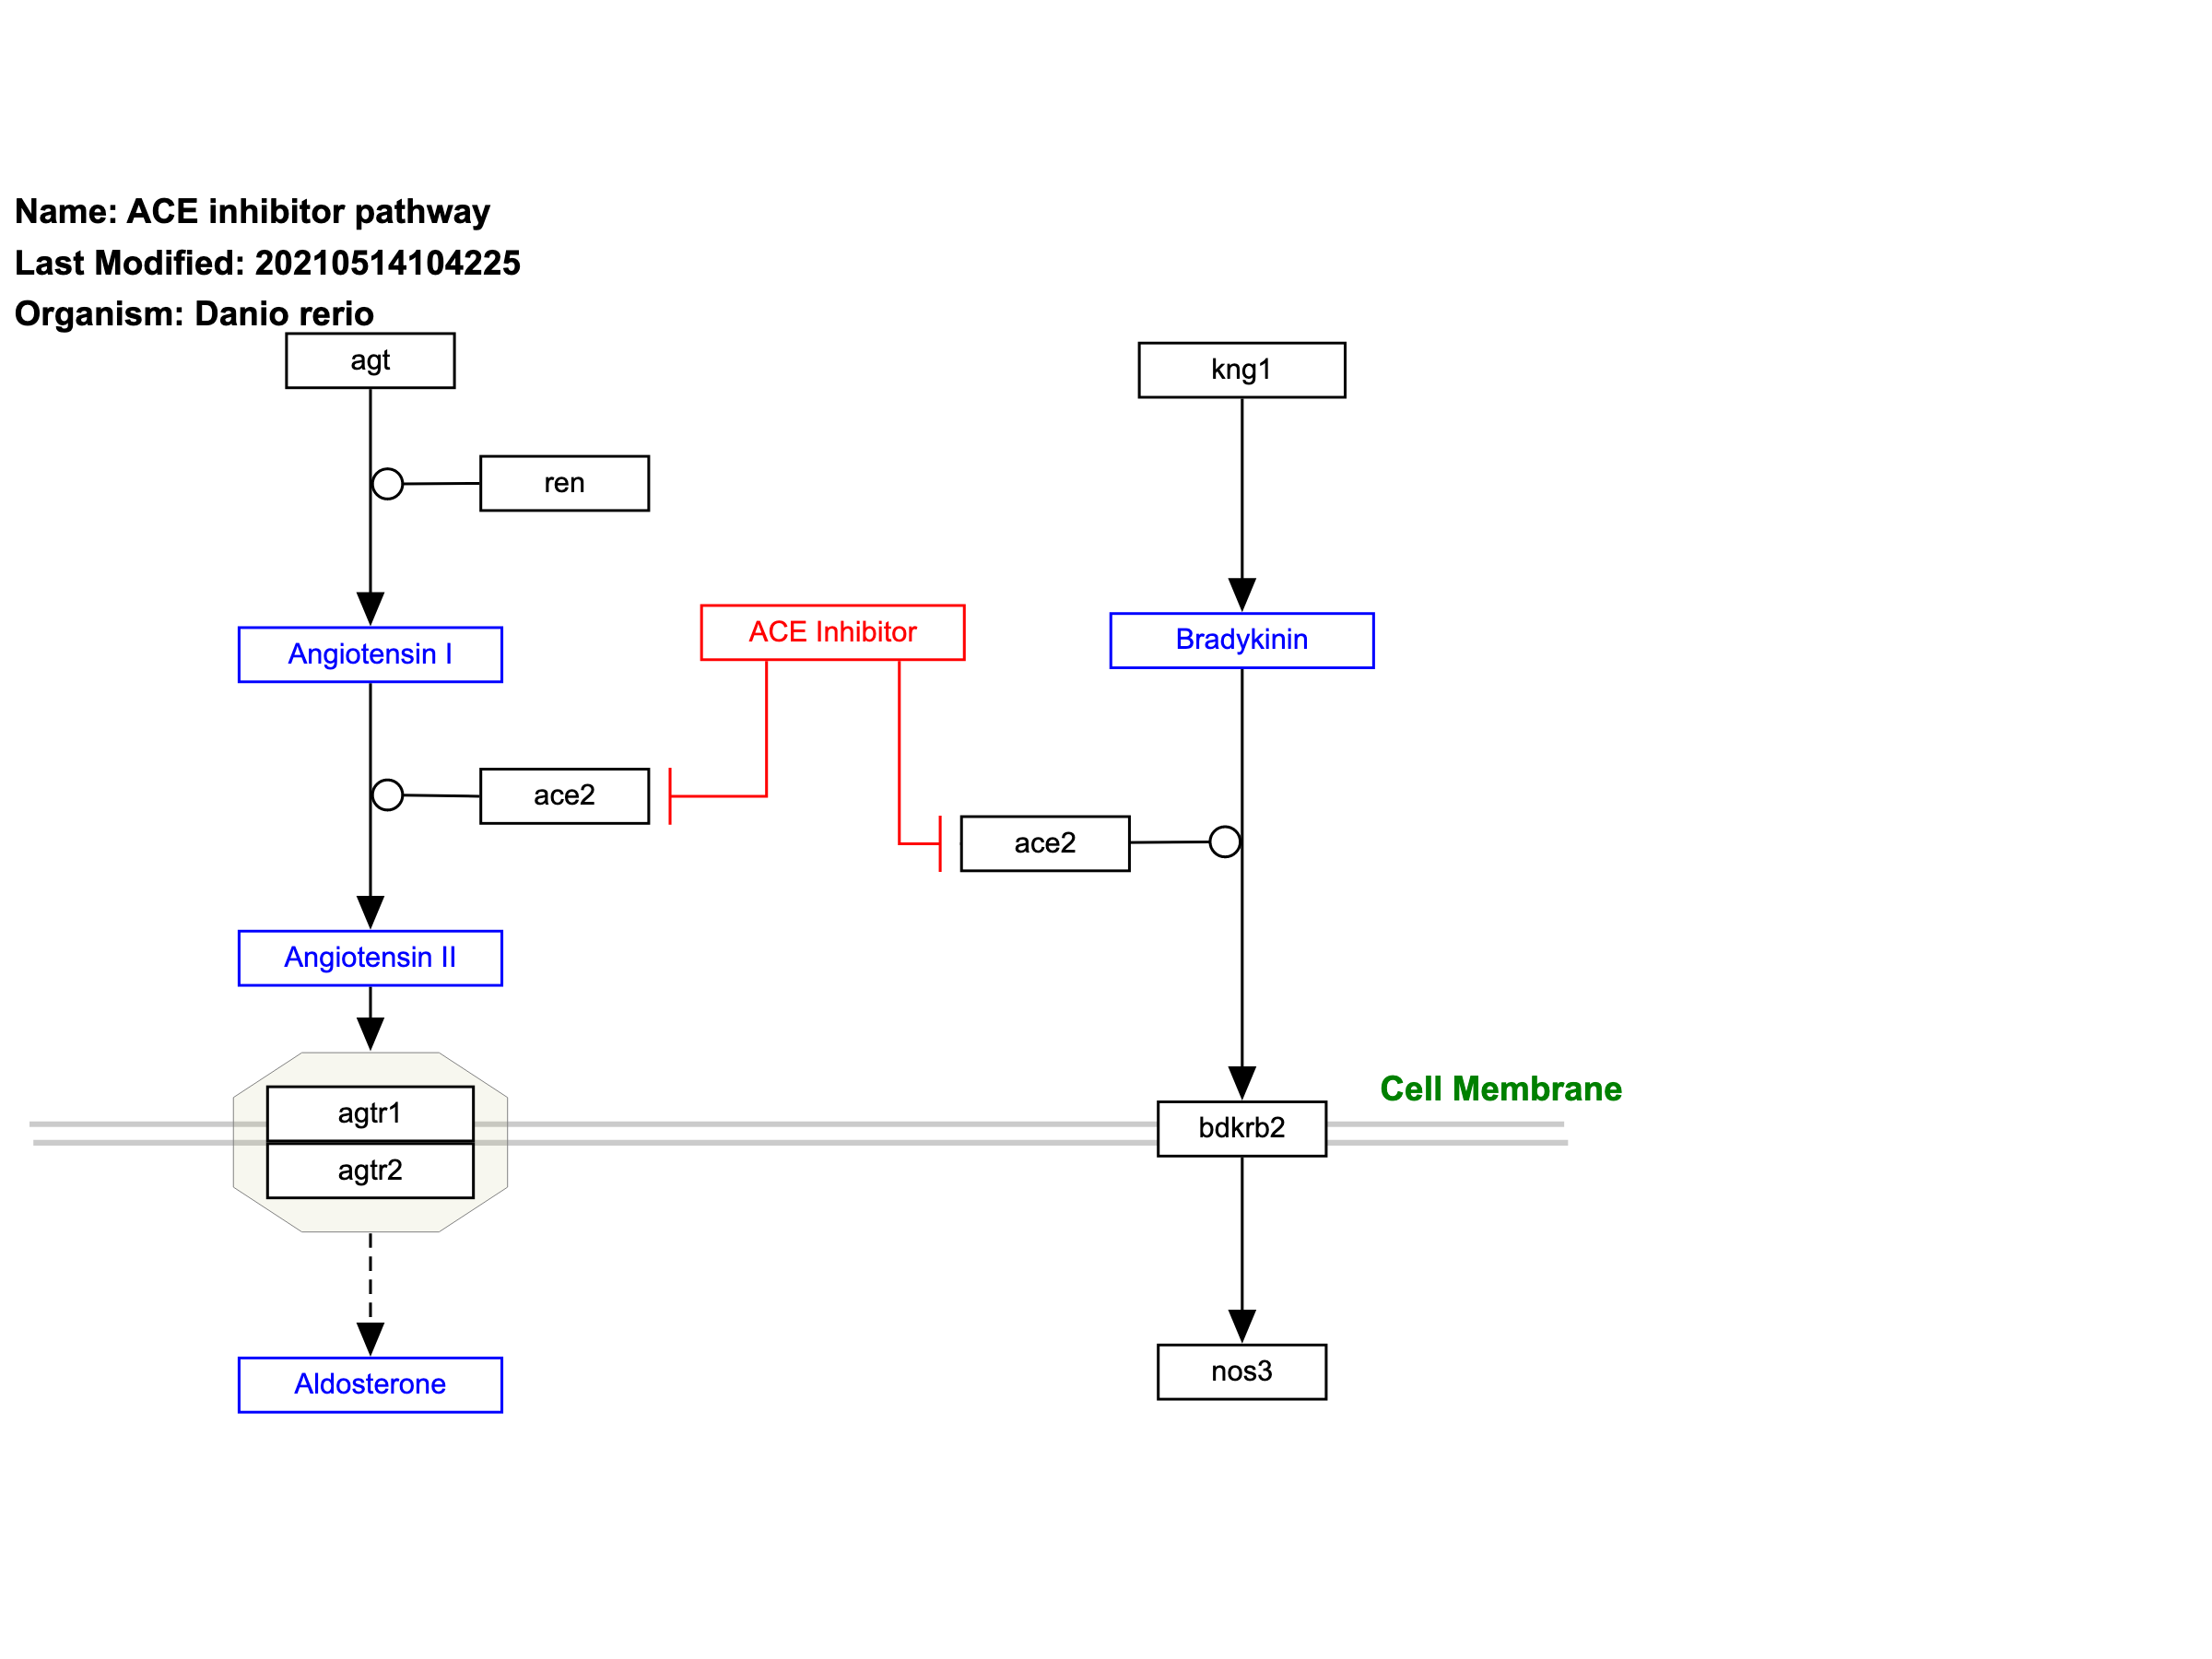 Name: ACE inhibitor pathway
Last Modified: 20210514104225
Organism: Danio rerio
agt
kng1
ren
ACE Inhibitor
Bradykinin
Angiotensin I
ace2
ace2
Angiotensin II
Cell Membrane
agtr1
bdkrb2
agtr2
nos3
Aldosterone